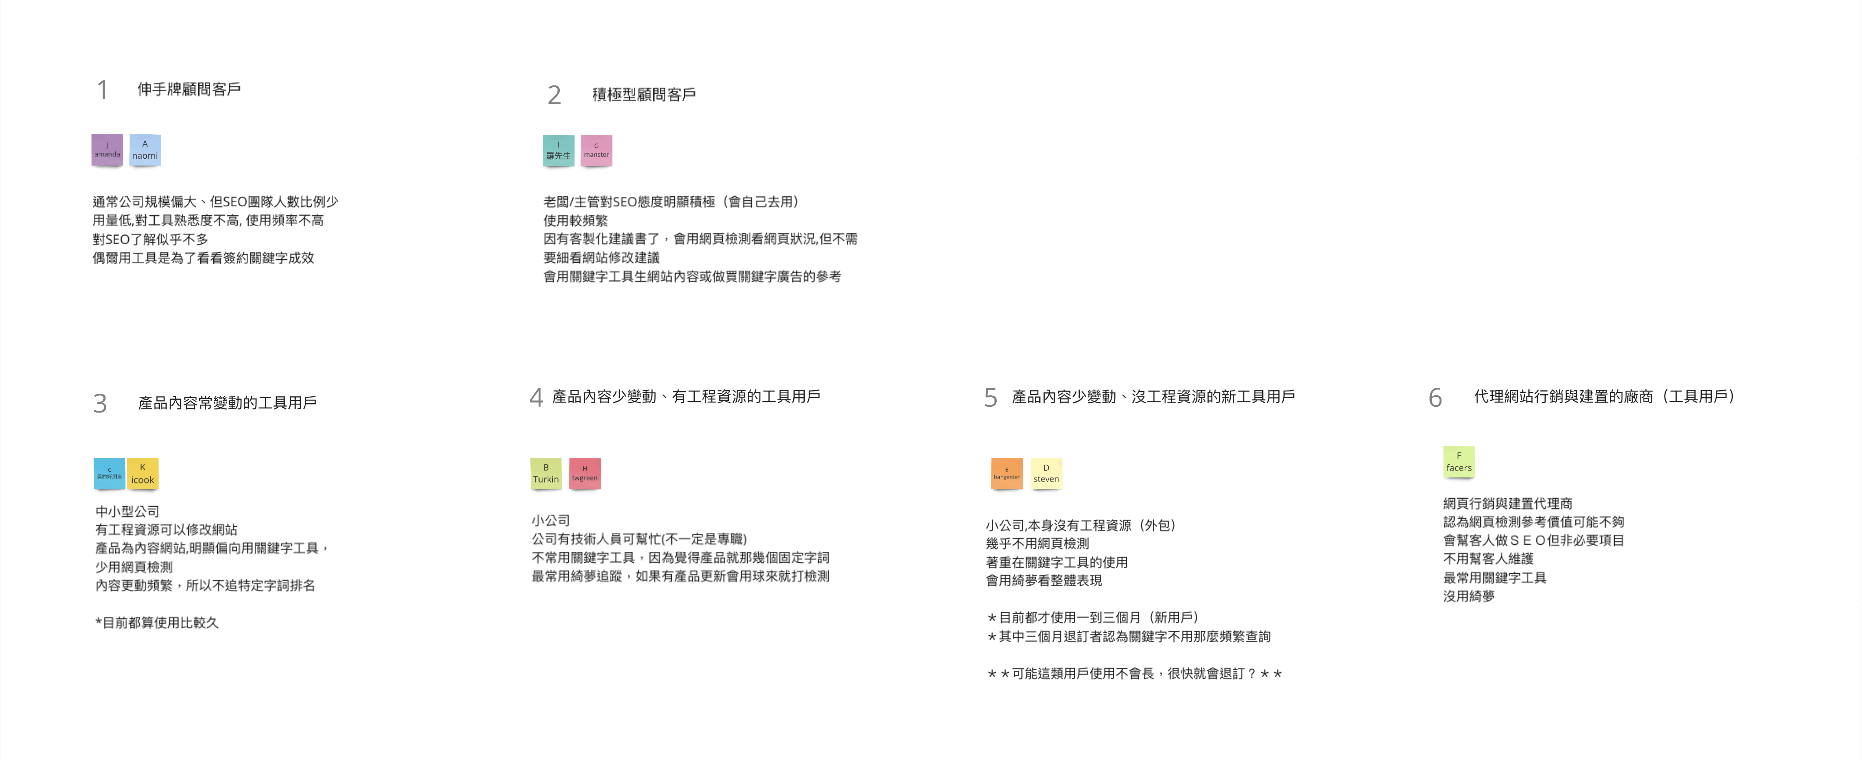 1 伸手牌顧問客戶
J
amanda
A
naomi
通常公司規模偏大、但SEO團隊人數比例少
用量低,對工具熟悉度不高, 使用頻率不高
對SEO了解似乎不多
偶爾用工具是為了看看簽約關鍵字成效
2 積極型顧問客戶
I
羅先生
G
manster
老闆/主管對SEO態度明顯積極（會自己去用）
使用較頻繁
因有客製化建議書了，會用網頁檢測看網頁狀況,但不需
要細看網站修改建議
會用關鍵字工具生網站內容或做買關鍵字廣告的參考
3 產品內容常變動的工具用戶
C
K
icook
中小型公司
有工程資源可以修改網站
產品為內容網站,明顯偏向用關鍵字工具，
少用網頁檢測
內容更動頻繁，所以不追特定字詞排名
*目前都算使用比較久
4 產品內容少變動、有工程資源的工具用戶
B
Turkin
H
twgreen
小公司
公司有技術人員可幫忙(不一定是專職)
不常用關鍵字工具，因為覺得產品就那幾個固定字詞
最常用綺夢追蹤，如果有產品更新會用球來就打檢測
5 產品內容少變動、沒工程資源的新工具用戶
E
D
steven
小公司,本身沒有工程資源（外包）
幾乎不用網頁檢測
著重在關鍵字工具的使用
會用綺夢看整體表現
＊目前都才使用一到三個月（新用戶）
＊其中三個月退訂者認為關鍵字不用那麼頻繁查詢
＊＊可能這類用戶使用不會長，很快就會退訂？＊＊
6 代理網站行銷與建置的廠商（工具用戶）
F
facers
網頁行銷與建置代理商
認為網頁檢測參考價值可能不夠
會幫客人做ＳＥＯ但非必要項目
不用幫客人維護
最常用關鍵字工具
沒用綺夢